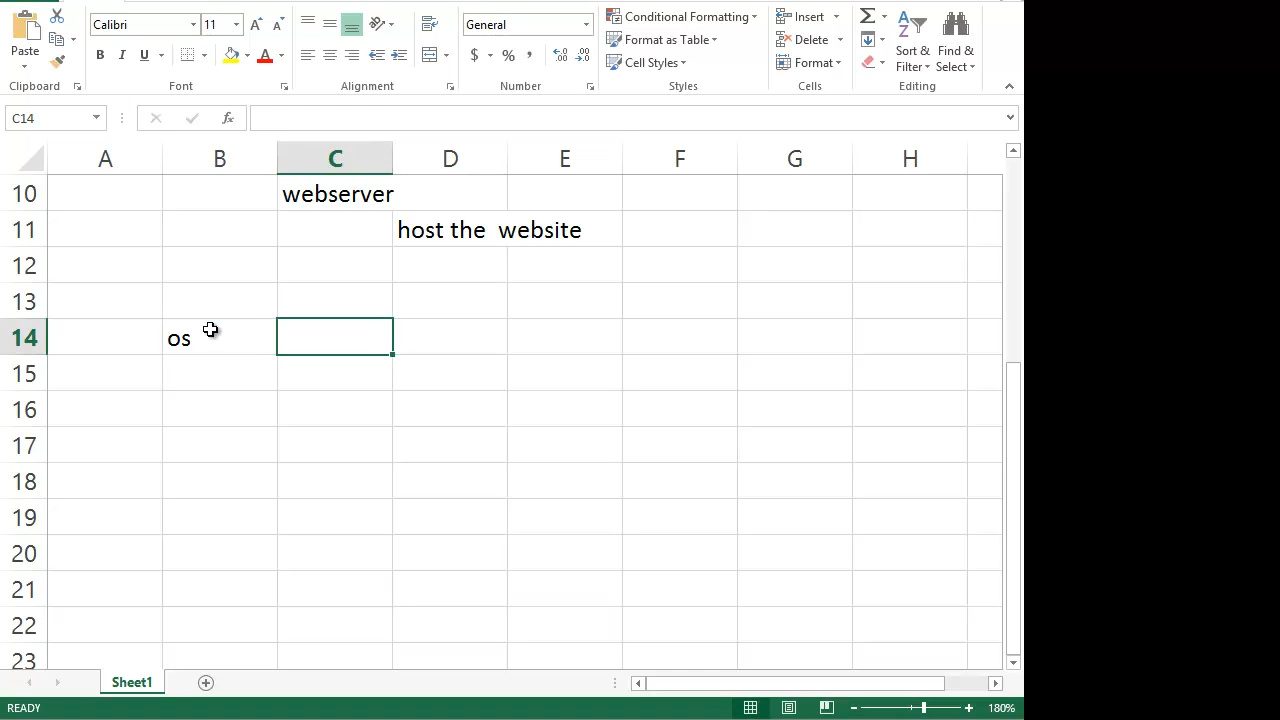 Calibri 11 General Conditional Formatting Insert
Paste B I U $ % , Format as Table Delete Sort & Find &
Cell Styles Format Filter Select
Clipboard Font Alignment Number Styles Cells Editing
C14 fx
A B C D E F G H
10 webserver
11 host the website
12
13
14 os
15
16
17
18
19
20
21
22
23
Sheet1
READY 180%